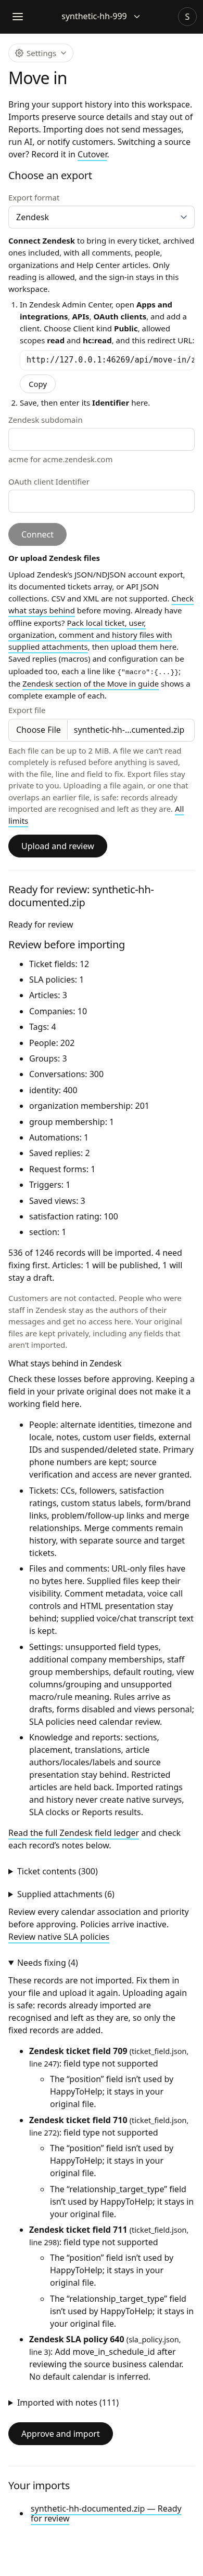 synthetic-hh-999
S
Settings
Move in
Bring your support history into this workspace.
Imports preserve source details and stay out of
Reports. Importing does not send messages,
run AI, or notify customers. Switching a source
over? Record it in Cutover.
Choose an export
Export format
Zendesk
Connect Zendesk to bring in every ticket, archived
ones included, with all comments, people,
organizations and Help Center articles. Only
reading is allowed, and the sign-in stays in this
workspace.
1. In Zendesk Admin Center, open Apps and
integrations, APIs, OAuth clients, and add a
client. Choose Client kind Public, allowed
scopes read and hc:read, and this redirect URL:
http://127.0.0.1:46269/api/move-in/z
Copy
2. Save, then enter its Identifier here.
Zendesk subdomain
acme for acme.zendesk.com
OAuth client Identifier
Connect
Or upload Zendesk files
Upload Zendesk's JSON/NDJSON account export,
its documented tickets array, or API JSON
collections. CSV and XML are not supported. Check
what stays behind before moving. Already have
offline exports? Pack local ticket, user,
organization, comment and history files with
supplied attachments, then upload them here.
Saved replies (macros) and configuration can be
uploaded too, each a line like {"macro":{...}};
the Zendesk section of the Move in guide shows a
complete example of each.
Export file
Choose File synthetic-hh-...cumented.zip
Each file can be up to 2 MiB. A file we can't read
completely is refused before anything is saved,
with the file, line and field to fix. Export files stay
private to you. Uploading a file again, or one that
overlaps an earlier file, is safe: records already
imported are recognised and left as they are. All
limits
Upload and review
Ready for review: synthetic-hh-
documented.zip
Ready for review
Review before importing
• Ticket fields: 12
• SLA policies: 1
• Articles: 3
• Companies: 10
• Tags: 4
• People: 202
• Groups: 3
• Conversations: 300
• identity: 400
• organization membership: 201
• group membership: 1
• Automations: 1
• Saved replies: 2
• Request forms: 1
• Triggers: 1
• Saved views: 3
• satisfaction rating: 100
• section: 1
536 of 1246 records will be imported. 4 need
fixing first. Articles: 1 will be published, 1 will
stay a draft.
Customers are not contacted. People who were
staff in Zendesk stay as the authors of their
messages and get no access here. Your original
files are kept privately, including any fields that
aren't imported.
What stays behind in Zendesk
Check these losses before approving. Keeping a
field in your private original does not make it a
working field here.
• People: alternate identities, timezone and
locale, notes, custom user fields, external
IDs and suspended/deleted state. Primary
phone numbers are kept; source
verification and access are never granted.
• Tickets: CCs, followers, satisfaction
ratings, custom status labels, form/brand
links, problem/follow-up links and merge
relationships. Merge comments remain
history, with separate source and target
tickets.
• Files and comments: URL-only files have
no bytes here. Supplied files keep their
visibility. Comment metadata, voice call
controls and HTML presentation stay
behind; supplied voice/chat transcript text
is kept.
• Settings: unsupported field types,
additional company memberships, staff
group memberships, default routing, view
columns/grouping and unsupported
macro/rule meaning. Rules arrive as
drafts, forms disabled and views personal;
SLA policies need calendar review.
• Knowledge and reports: sections,
placement, translations, article
authors/locales/labels and source
presentation stay behind. Restricted
articles are held back. Imported ratings
and history never create native surveys,
SLA clocks or Reports results.
Read the full Zendesk field ledger and check
each record's notes below.
Ticket contents (300)
Supplied attachments (6)
Review every calendar association and priority
before approving. Policies arrive inactive.
Review native SLA policies
Needs fixing (4)
These records are not imported. Fix them in
your file and upload it again. Uploading again
is safe: records already imported are
recognised and left as they are, so only the
fixed records are added.
• Zendesk ticket field 709 (ticket_field.json,
line 247): field type not supported
◦ The "position" field isn't used by
HappyToHelp; it stays in your
original file.
• Zendesk ticket field 710 (ticket_field.json,
line 272): field type not supported
◦ The "position" field isn't used by
HappyToHelp; it stays in your
original file.
◦ The "relationship_target_type" field
isn't used by HappyToHelp; it stays in
your original file.
• Zendesk ticket field 711 (ticket_field.json,
line 298): field type not supported
◦ The "position" field isn't used by
HappyToHelp; it stays in your
original file.
◦ The "relationship_target_type" field
isn't used by HappyToHelp; it stays in
your original file.
• Zendesk SLA policy 640 (sla_policy.json,
line 3): Add move_in_schedule_id after
reviewing the source business calendar.
No default calendar is inferred.
Imported with notes (111)
Approve and import
Your imports
• synthetic-hh-documented.zip — Ready
for review